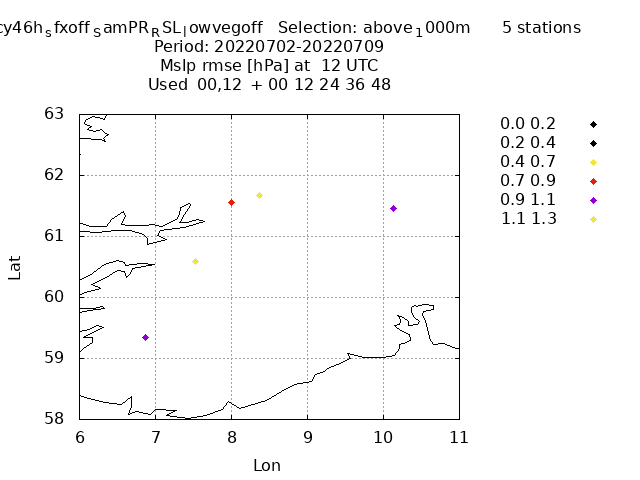 cy46h_sfxoff_SamPR_RSL_lowvegoff Selection: above_1000m 5 stations
Period: 20220702-20220709
Mslp rmse [hPa] at 12 UTC
Used 00,12 + 00 12 24 36 48
63
62
61
60
59
58
6 7 8 9 10 11
Lat
Lon
0.0 0.2
0.2 0.4
0.4 0.7
0.7 0.9
0.9 1.1
1.1 1.3